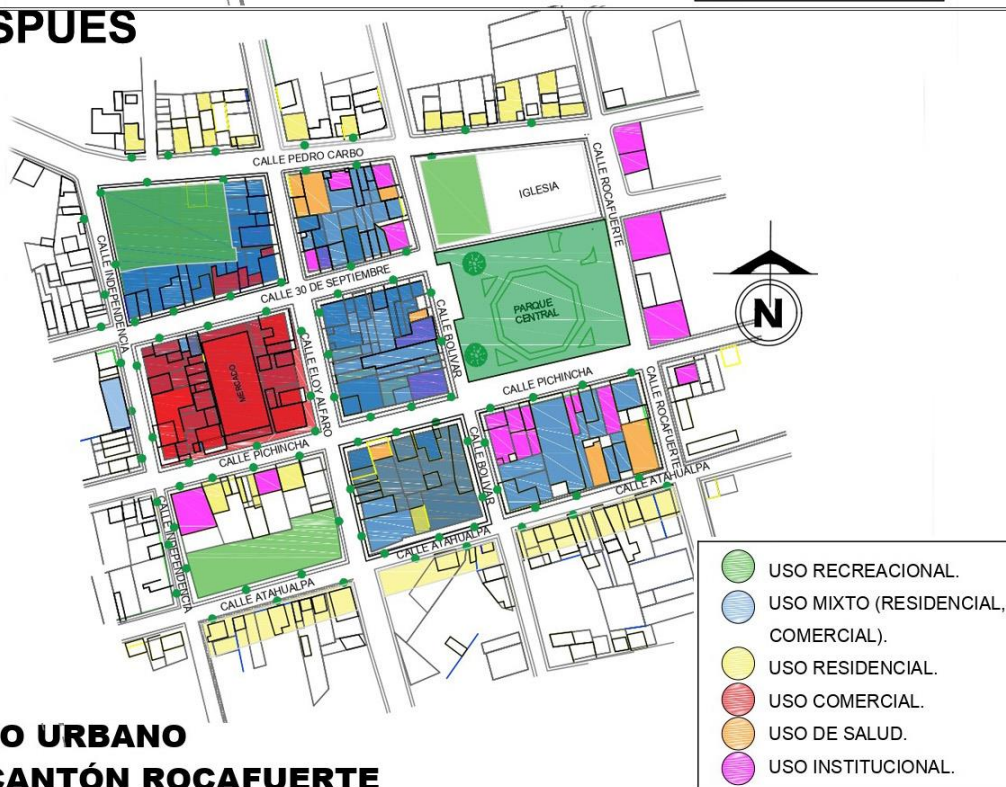 SPUES
CALLE PEDRO CARBO
IGLESIA
CALLE ROCAFUERTE
CALLE INDEPENDENCIA
CALLE 30 DE SEPTIEMBRE
PARQUE
CENTRAL
CALLE BOLIVAR
N
MERCADO
CALLE ELOY ALFARO
CALLE PICHINCHA
CALLE ROCAFUERTE
CALLE PICHINCHA
CALLE BOLIVAR
CALLE ATAHUALPA
CALLE INDEPENDENCIA
CALLE ATAHUALPA
CALLE ATAHUALPA
USO RECREACIONAL.
USO MIXTO (RESIDENCIAL,
COMERCIAL).
USO RESIDENCIAL.
USO COMERCIAL.
USO DE SALUD.
USO INSTITUCIONAL.
O URBANO
CANTÓN ROCAFUERTE